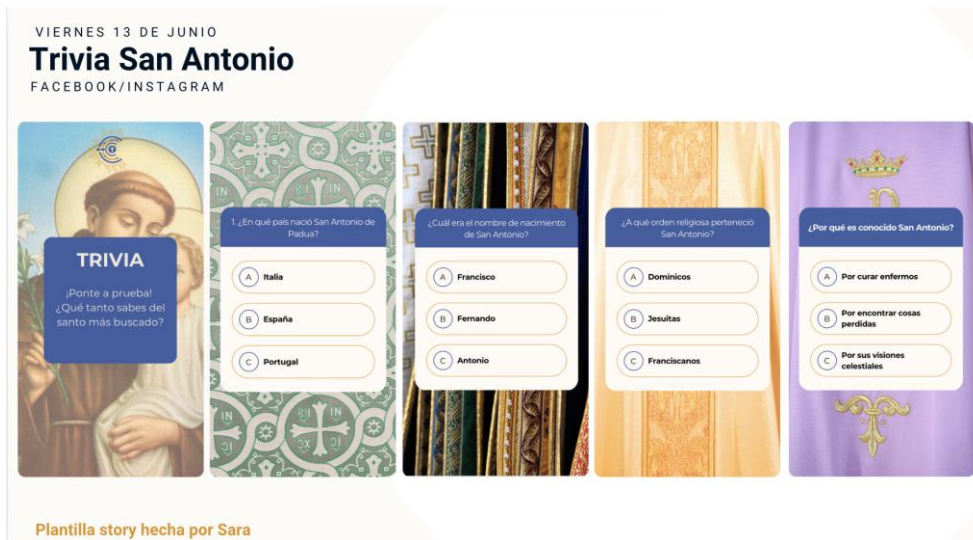 VIERNES 13 DE JUNIO
Trivia San Antonio
FACEBOOK/INSTAGRAM
TRIVIA
¡Ponte a prueba!
¿Qué tanto sabes del
santo más buscado?
1. ¿En qué país nació San Antonio de
Padua?
A Italia
B España
C Portugal
¿Cuál era el nombre de nacimiento
de San Antonio?
A Francisco
B Fernando
C Antonio
¿A qué orden religiosa perteneció
San Antonio?
A Dominicos
B Jesuitas
C Franciscanos
¿Por qué es conocido San Antonio?
A Por curar enfermos
B Por encontrar cosas
perdidas
C Por sus visiones
celestiales
Plantilla story hecha por Sara